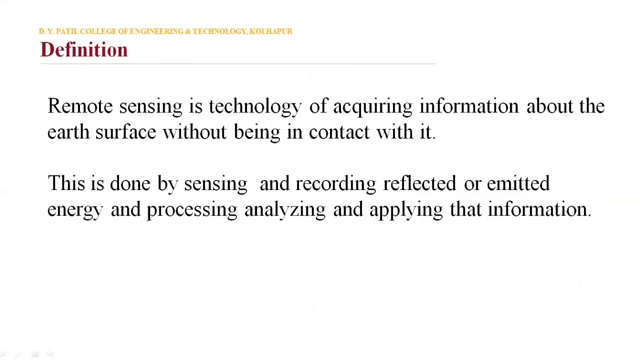 D. Y. PATIL COLLEGE OF ENGINEERING & TECHNOLOGY, KOLHAPUR
Definition
Remote sensing is technology of acquiring information about the
earth surface without being in contact with it.
This is done by sensing and recording reflected or emitted
energy and processing analyzing and applying that information.